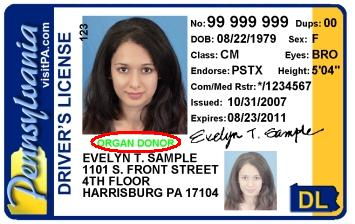 Pennsylvania
visitPA.com
DRIVER'S LICENSE
123
No: 99 999 999 Dups: 00
DOB: 08/22/1979 Sex: F
Class: CM Eyes: BRO
Endorse: PSTX Height: 5'04"
Com/Med Rstr: */1234567
Issued: 10/31/2007
Expires: 08/23/2011
Evelyn T. Sample
ORGAN DONOR
EVELYN T. SAMPLE
1101 S. FRONT STREET
4TH FLOOR
HARRISBURG PA 17104
DL